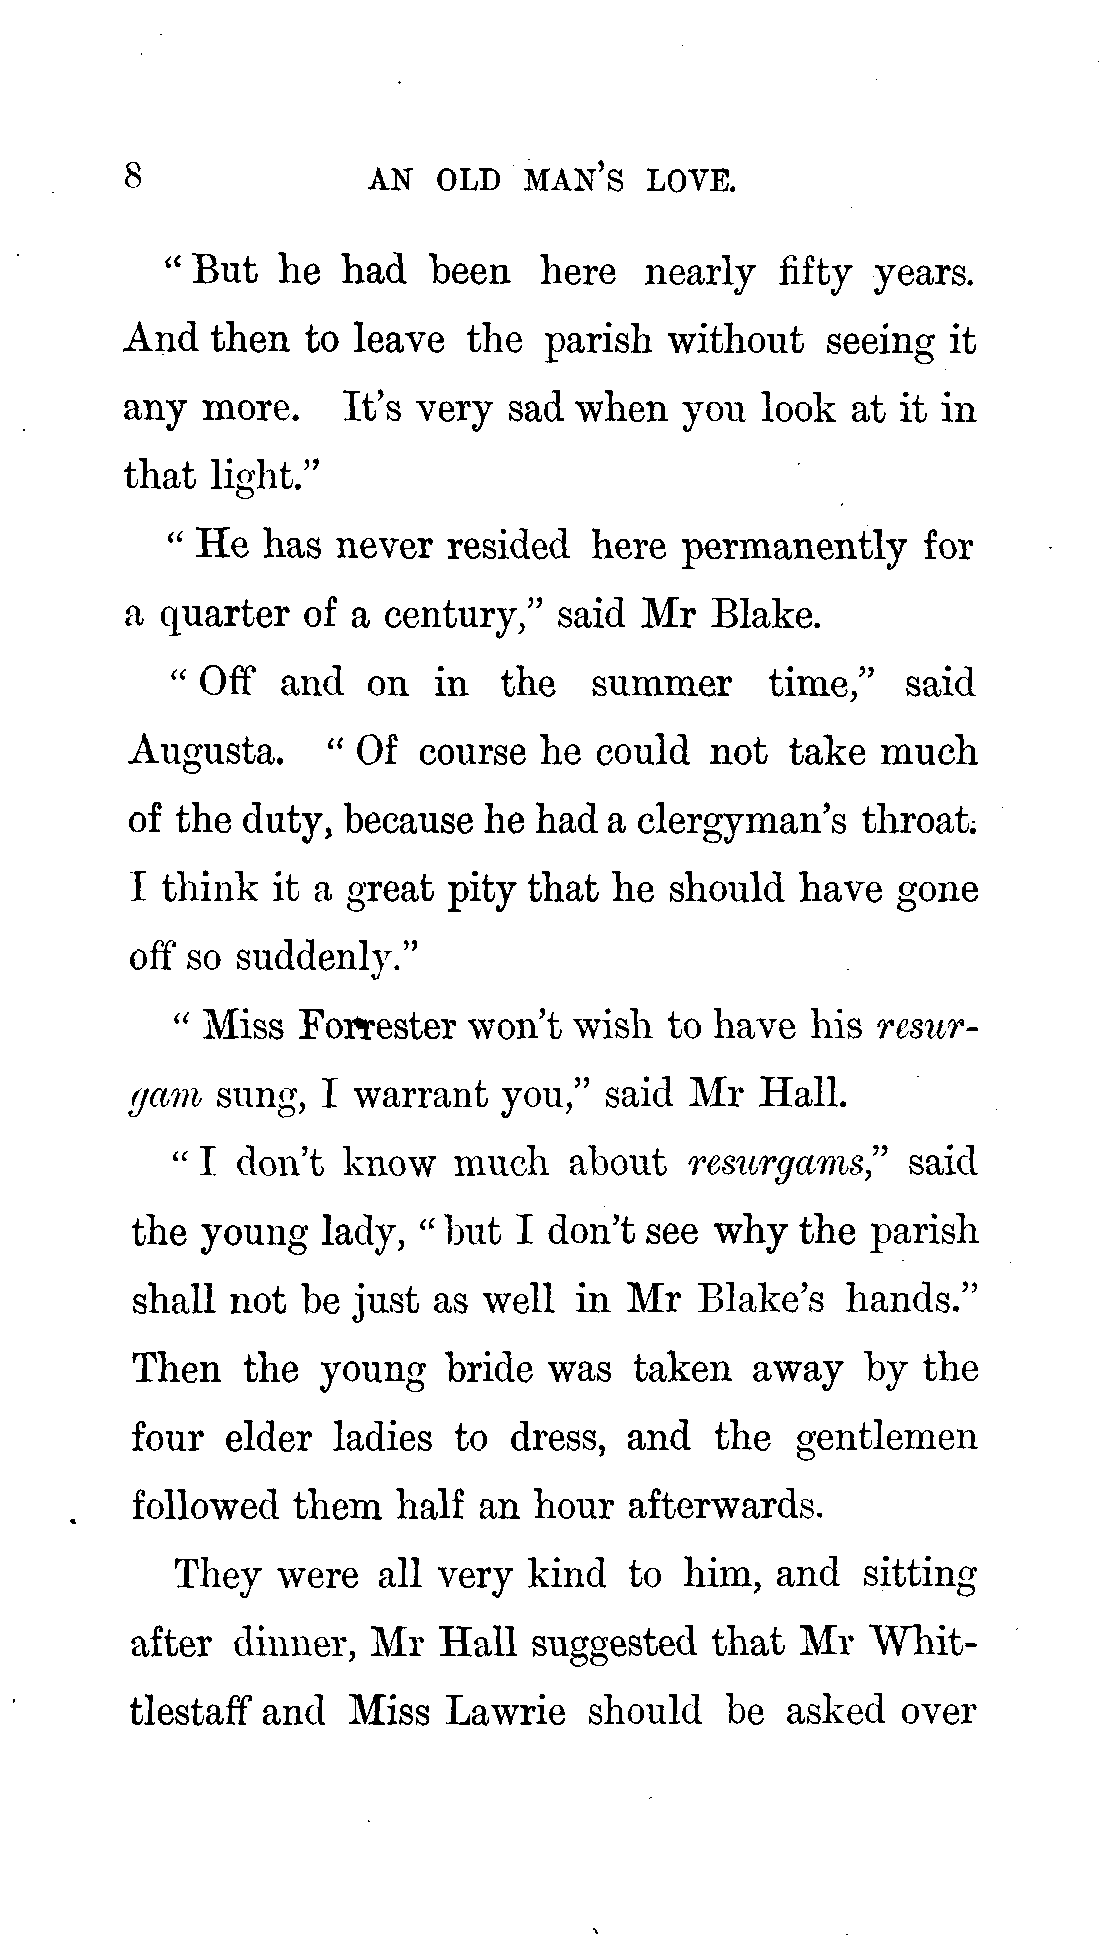 8 AN OLD MAN'S LOVE.
“But he had been here nearly fifty years.
And then to leave the parish without seeing it
any more. It's very sad when you look at it in
that light.”
“He has never resided here permanently for
a quarter of a century,” said Mr Blake.
“Off and on in the summer time,” said
Augusta. “Of course he could not take much
of the duty, because he had a clergyman's throat.
I think it a great pity that he should have gone
off so suddenly.”
“Miss Forrester won't wish to have his resur-
gam sung, I warrant you,” said Mr Hall.
“I don't know much about resurgams,” said
the young lady, “but I don't see why the parish
shall not be just as well in Mr Blake's hands.”
Then the young bride was taken away by the
four elder ladies to dress, and the gentlemen
followed them half an hour afterwards.
They were all very kind to him, and sitting
after dinner, Mr Hall suggested that Mr Whit-
tlestaff and Miss Lawrie should be asked over